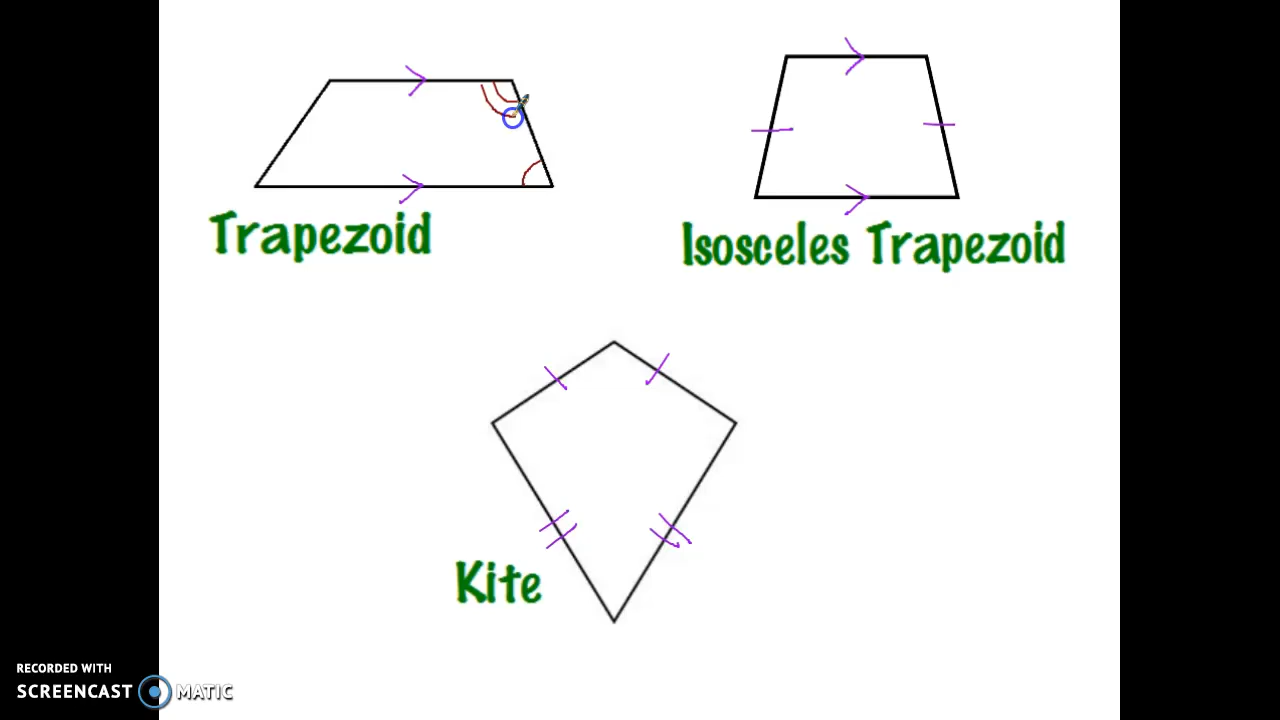 Trapezoid
Isosceles Trapezoid
Kite
RECORDED WITH
SCREENCAST MATIC